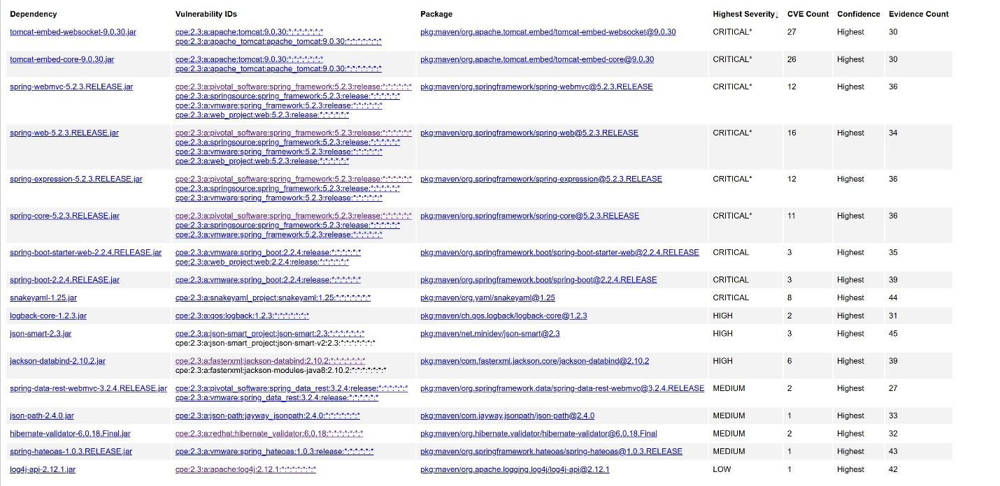 Dependency Vulnerability IDs Package Highest Severity↓ CVE Count Confidence Evidence Count
tomcat-embed-websocket-9.0.30.jar cpe:2.3:a:apache:tomcat:9.0.30:*:*:*:*:*:*:* pkg:maven/org.apache.tomcat.embed/tomcat-embed-websocket@9.0.30 CRITICAL* 27 Highest 30
cpe:2.3:a:apache_tomcat:apache_tomcat:9.0.30:*:*:*:*:*:*:*
tomcat-embed-core-9.0.30.jar cpe:2.3:a:apache:tomcat:9.0.30:*:*:*:*:*:*:* pkg:maven/org.apache.tomcat.embed/tomcat-embed-core@9.0.30 CRITICAL* 26 Highest 30
cpe:2.3:a:apache_tomcat:apache_tomcat:9.0.30:*:*:*:*:*:*:*
spring-webmvc-5.2.3.RELEASE.jar cpe:2.3:a:pivotal_software:spring_framework:5.2.3:release:*:*:*:*:*:* pkg:maven/org.springframework/spring-webmvc@5.2.3.RELEASE CRITICAL* 12 Highest 36
cpe:2.3:a:springsource:spring_framework:5.2.3:release:*:*:*:*:*:*
cpe:2.3:a:vmware:spring_framework:5.2.3:release:*:*:*:*:*:*
cpe:2.3:a:web_project:web:5.2.3:release:*:*:*:*:*:*
spring-web-5.2.3.RELEASE.jar cpe:2.3:a:pivotal_software:spring_framework:5.2.3:release:*:*:*:*:*:* pkg:maven/org.springframework/spring-web@5.2.3.RELEASE CRITICAL* 16 Highest 34
cpe:2.3:a:springsource:spring_framework:5.2.3:release:*:*:*:*:*:*
cpe:2.3:a:vmware:spring_framework:5.2.3:release:*:*:*:*:*:*
cpe:2.3:a:web_project:web:5.2.3:release:*:*:*:*:*:*
spring-expression-5.2.3.RELEASE.jar cpe:2.3:a:pivotal_software:spring_framework:5.2.3:release:*:*:*:*:*:* pkg:maven/org.springframework/spring-expression@5.2.3.RELEASE CRITICAL* 12 Highest 36
cpe:2.3:a:springsource:spring_framework:5.2.3:release:*:*:*:*:*:*
cpe:2.3:a:vmware:spring_framework:5.2.3:release:*:*:*:*:*:*
spring-core-5.2.3.RELEASE.jar cpe:2.3:a:pivotal_software:spring_framework:5.2.3:release:*:*:*:*:*:* pkg:maven/org.springframework/spring-core@5.2.3.RELEASE CRITICAL* 11 Highest 36
cpe:2.3:a:springsource:spring_framework:5.2.3:release:*:*:*:*:*:*
cpe:2.3:a:vmware:spring_framework:5.2.3:release:*:*:*:*:*:*
spring-boot-starter-web-2.2.4.RELEASE.jar cpe:2.3:a:vmware:spring_boot:2.2.4:release:*:*:*:*:*:* pkg:maven/org.springframework.boot/spring-boot-starter-web@2.2.4.RELEASE CRITICAL 3 Highest 35
cpe:2.3:a:web_project:web:2.2.4:release:*:*:*:*:*:*
spring-boot-2.2.4.RELEASE.jar cpe:2.3:a:vmware:spring_boot:2.2.4:release:*:*:*:*:*:* pkg:maven/org.springframework.boot/spring-boot@2.2.4.RELEASE CRITICAL 3 Highest 39
snakeyaml-1.25.jar cpe:2.3:a:snakeyaml_project:snakeyaml:1.25:*:*:*:*:*:*:* pkg:maven/org.yaml/snakeyaml@1.25 CRITICAL 8 Highest 44
logback-core-1.2.3.jar cpe:2.3:a:qos:logback:1.2.3:*:*:*:*:*:*:* pkg:maven/ch.qos.logback/logback-core@1.2.3 HIGH 2 Highest 31
json-smart-2.3.jar cpe:2.3:a:json-smart_project:json-smart:2.3:*:*:*:*:*:*:* pkg:maven/net.minidev/json-smart@2.3 HIGH 3 Highest 45
cpe:2.3:a:json-smart_project:json-smart-v2:2.3:*:*:*:*:*:*:*
jackson-databind-2.10.2.jar cpe:2.3:a:fasterxml:jackson-databind:2.10.2:*:*:*:*:*:*:* pkg:maven/com.fasterxml.jackson.core/jackson-databind@2.10.2 HIGH 6 Highest 39
cpe:2.3:a:fasterxml:jackson-modules-java8:2.10.2:*:*:*:*:*:*:*
spring-data-rest-webmvc-3.2.4.RELEASE.jar cpe:2.3:a:pivotal_software:spring_data_rest:3.2.4:release:*:*:*:*:*:* pkg:maven/org.springframework.data/spring-data-rest-webmvc@3.2.4.RELEASE MEDIUM 2 Highest 27
cpe:2.3:a:vmware:spring_data_rest:3.2.4:release:*:*:*:*:*:*
json-path-2.4.0.jar cpe:2.3:a:json-path:jayway_jsonpath:2.4.0:*:*:*:*:*:*:* pkg:maven/com.jayway.jsonpath/json-path@2.4.0 MEDIUM 1 Highest 33
hibernate-validator-6.0.18.Final.jar cpe:2.3:a:redhat:hibernate_validator:6.0.18:*:*:*:*:*:*:* pkg:maven/org.hibernate.validator/hibernate-validator@6.0.18.Final MEDIUM 2 Highest 32
spring-hateoas-1.0.3.RELEASE.jar cpe:2.3:a:vmware:spring_hateoas:1.0.3:release:*:*:*:*:*:* pkg:maven/org.springframework.hateoas/spring-hateoas@1.0.3.RELEASE MEDIUM 1 Highest 43
log4j-api-2.12.1.jar cpe:2.3:a:apache:log4j:2.12.1:*:*:*:*:*:*:* pkg:maven/org.apache.logging.log4j/log4j-api@2.12.1 LOW 1 Highest 42